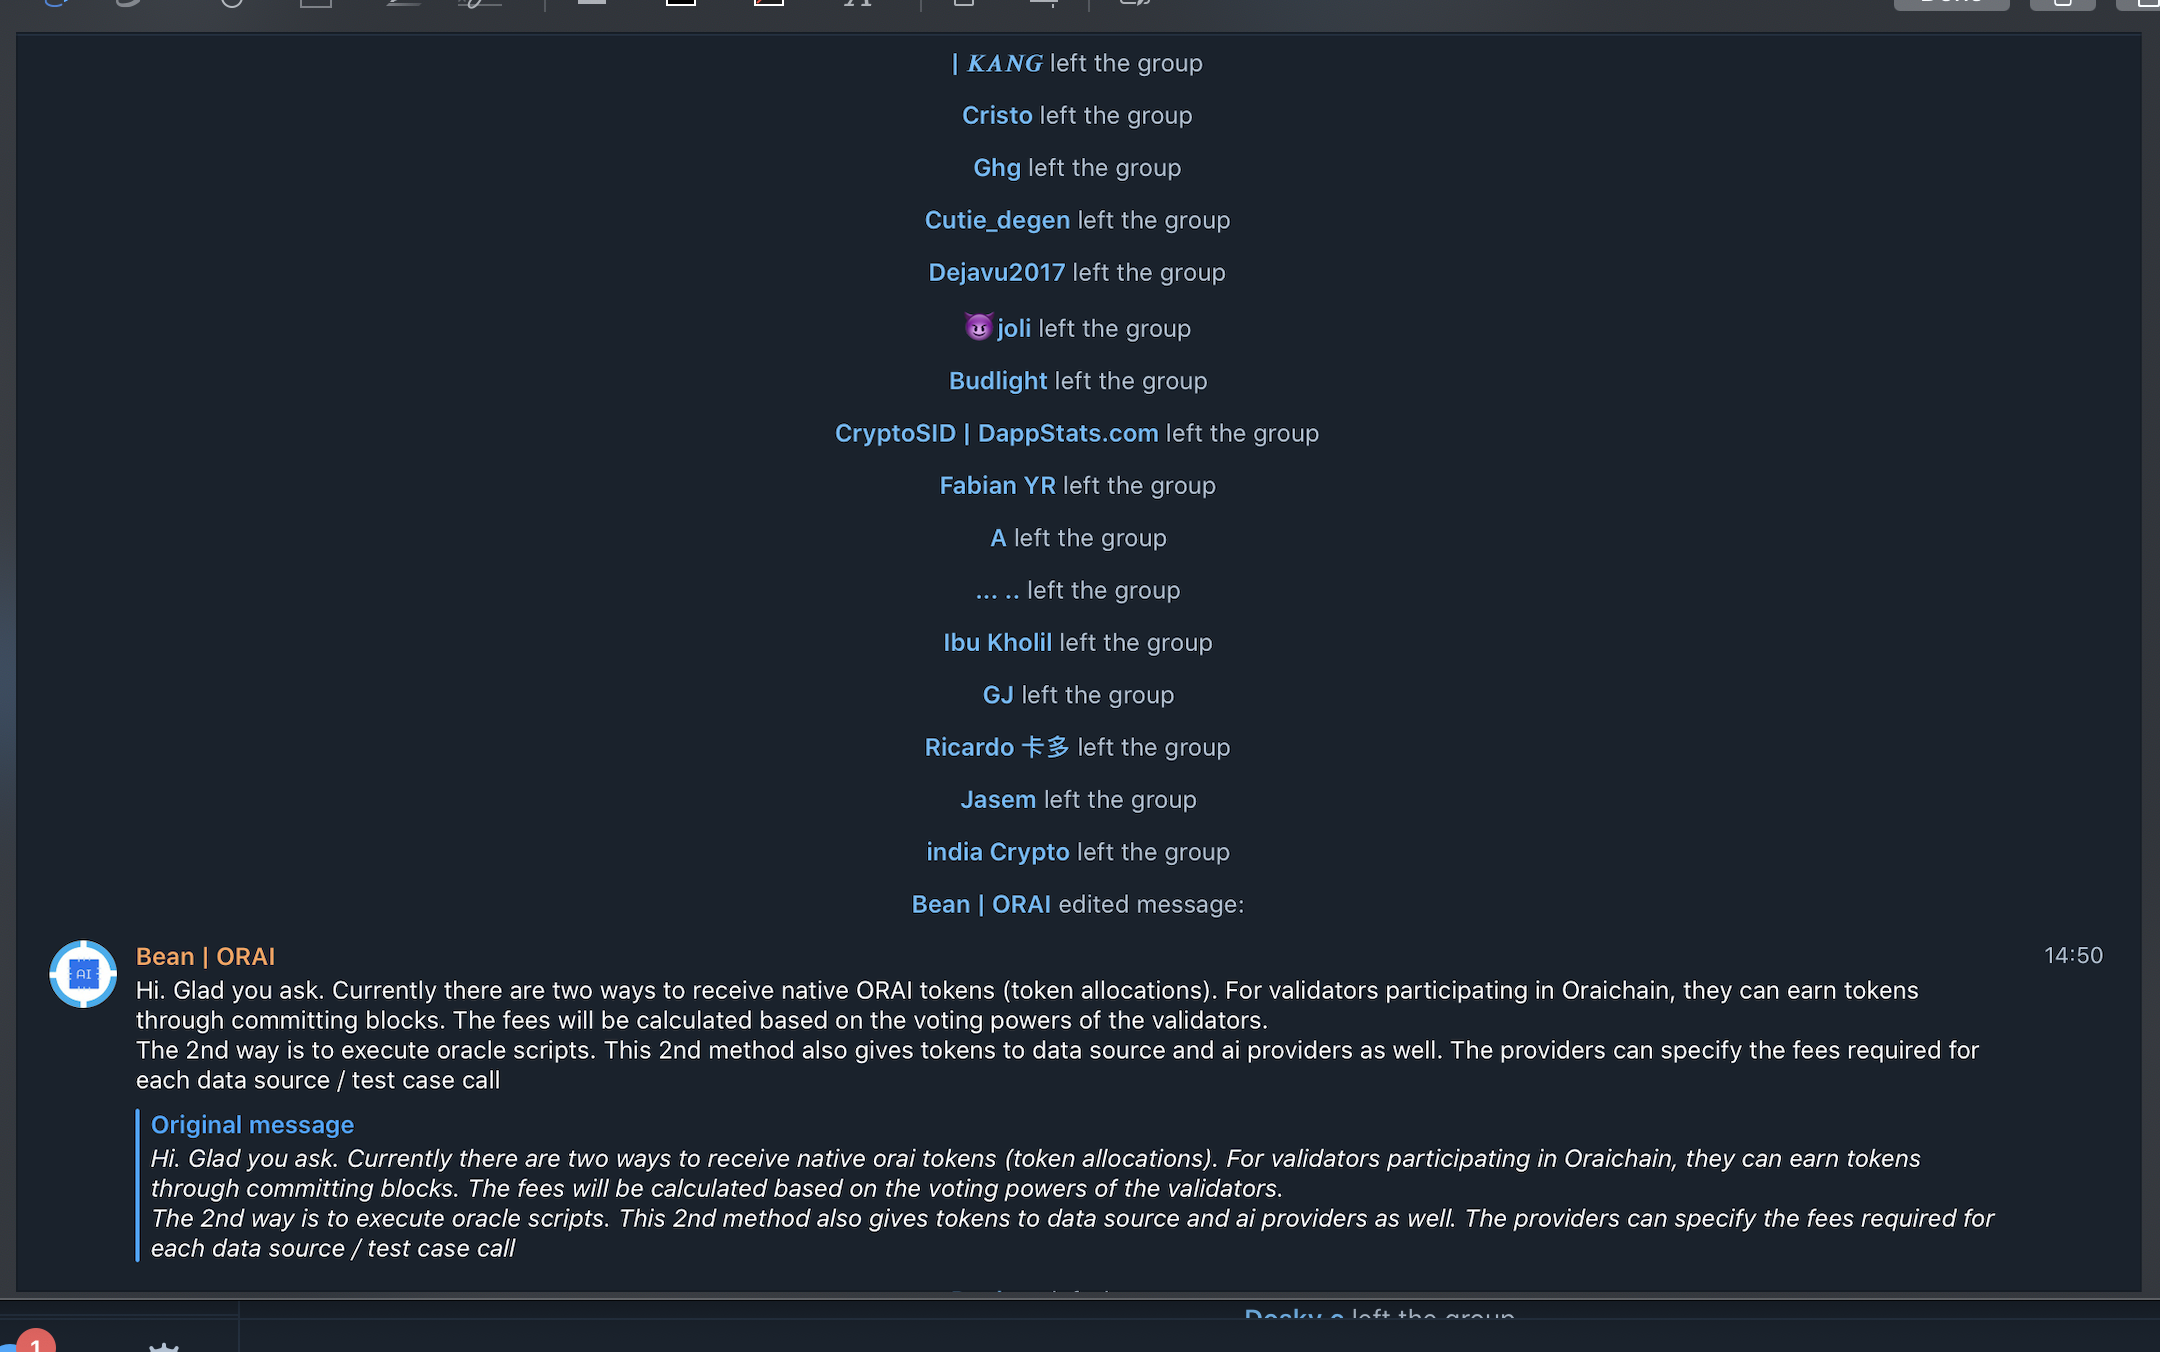 | KANG left the group
Cristo left the group
Ghg left the group
Cutie_degen left the group
Dejavu2017 left the group
😈joli left the group
Budlight left the group
CryptoSID | DappStats.com left the group
Fabian YR left the group
A left the group
... .. left the group
Ibu Kholil left the group
GJ left the group
Ricardo 卡多 left the group
Jasem left the group
india Crypto left the group
Bean | ORAI edited message:
Bean | ORAI
14:50
AI
Hi. Glad you ask. Currently there are two ways to receive native ORAI tokens (token allocations). For validators participating in Oraichain, they can earn tokens
through committing blocks. The fees will be calculated based on the voting powers of the validators.
The 2nd way is to execute oracle scripts. This 2nd method also gives tokens to data source and ai providers as well. The providers can specify the fees required for
each data source / test case call
Original message
Hi. Glad you ask. Currently there are two ways to receive native orai tokens (token allocations). For validators participating in Oraichain, they can earn tokens
through committing blocks. The fees will be calculated based on the voting powers of the validators.
The 2nd way is to execute oracle scripts. This 2nd method also gives tokens to data source and ai providers as well. The providers can specify the fees required for
each data source / test case call
left the group
1